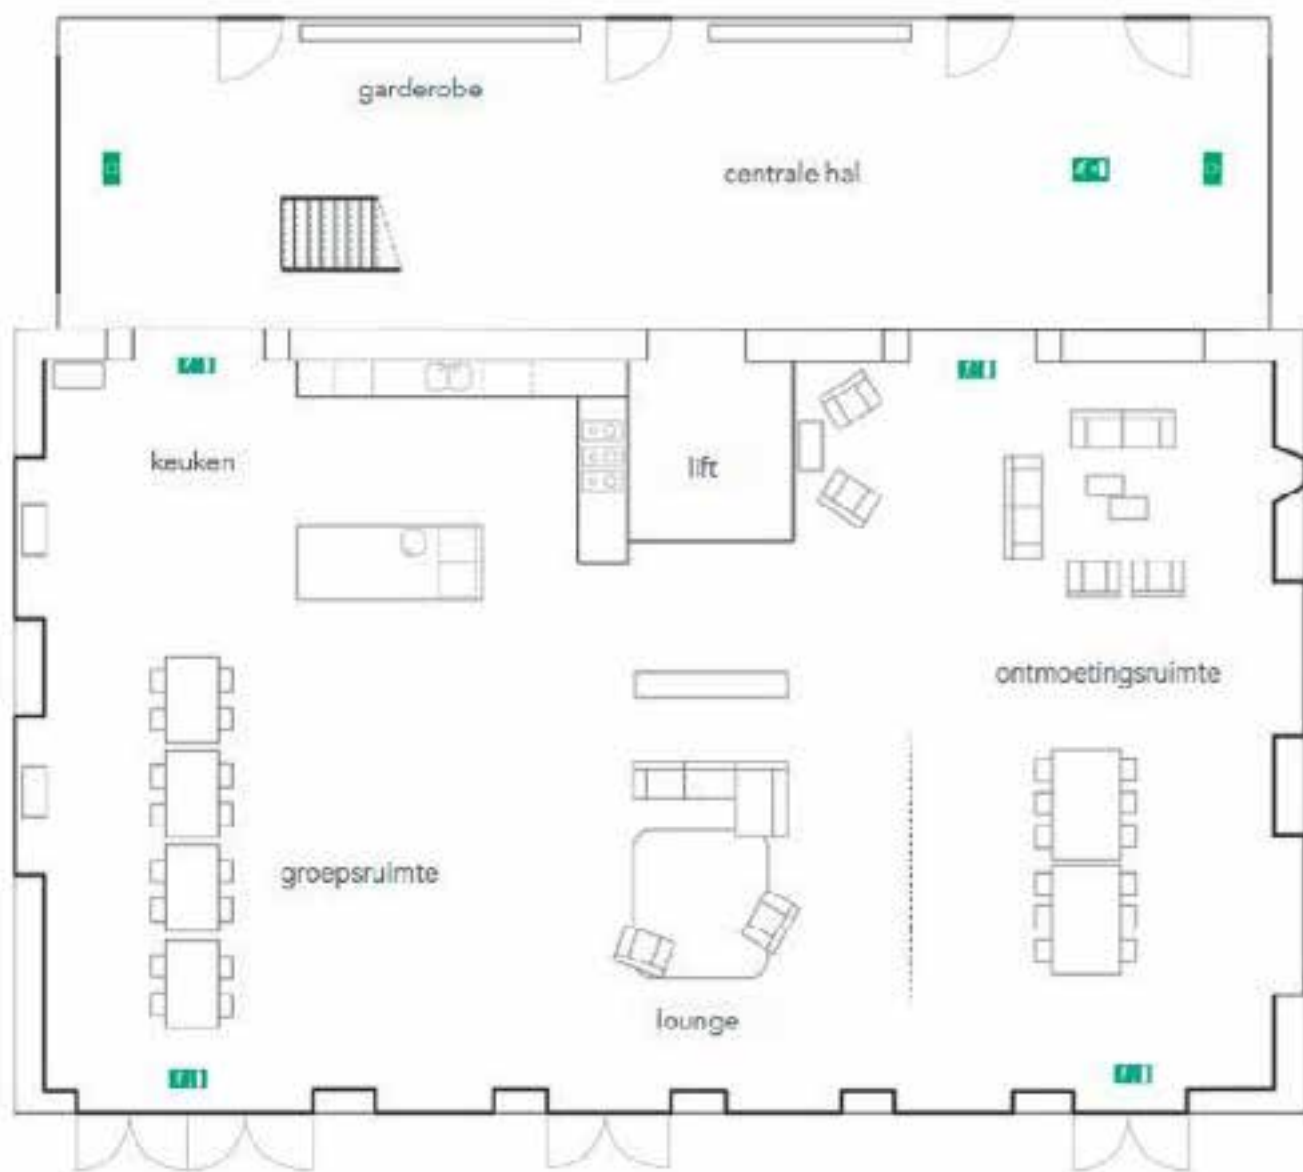 garderobe
centrale hal
keuken
lift
ontmoetingsruimte
groepsruimte
lounge